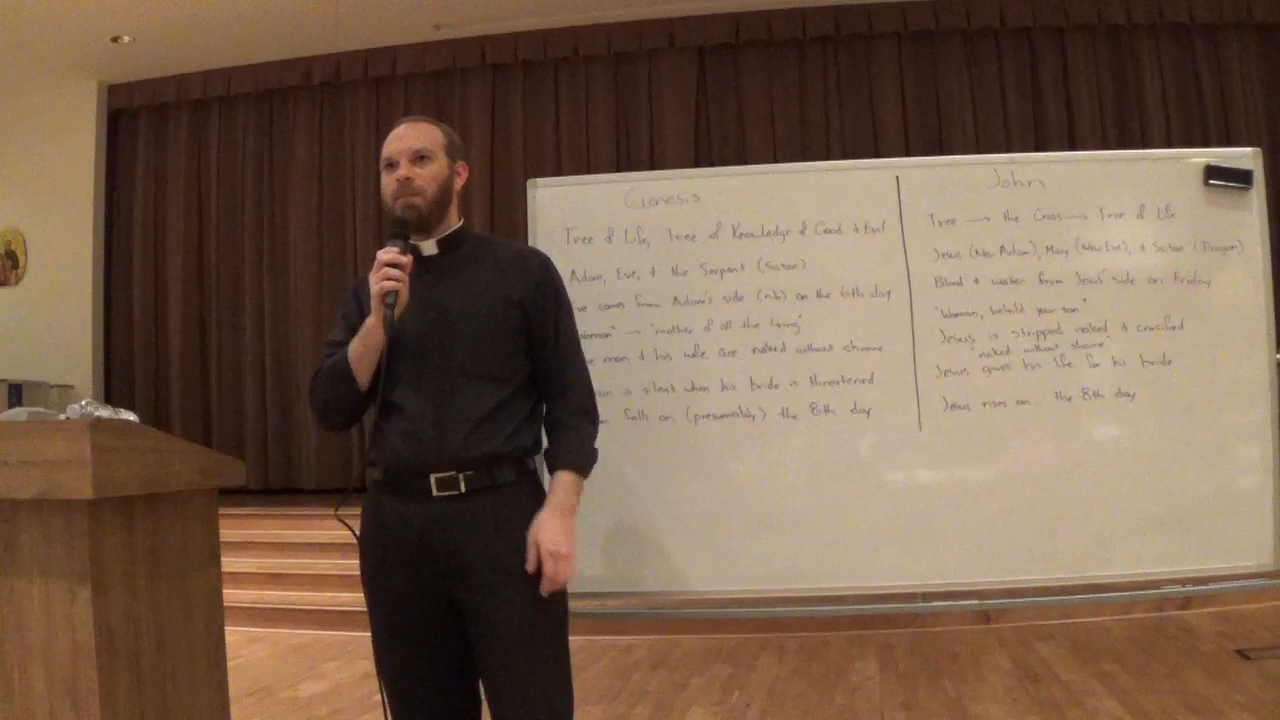 Genesis
Tree of Life, Tree of Knowledge of Good & Evil
Adam, Eve, & the Serpent (Satan)
ve comes from Adam's side (rib) on the 6th day
woman" → "mother of all the living"
e man & his wife are naked without shame
is silent when his bride is threatened
falls on (presumably) the 8th day
John
Tree → the Cross → Tree of Life
Jesus (New Adam), Mary (New Eve), & Satan (Dragon)
Blood & water from Jesus' side on Friday
"Woman, behold your son"
Jesus is stripped naked & crucified
"naked without shame"
Jesus gives his life for his bride
Jesus rises on the 8th day